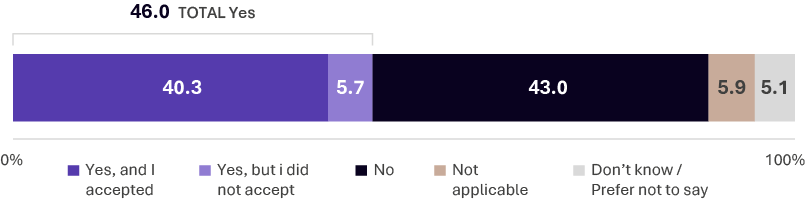 46.0 TOTAL Yes
40.3 5.7 43.0 5.9 5.1
0% 100%
Yes, and I accepted
Yes, but i did not accept
No
Not applicable
Don’t know / Prefer not to say